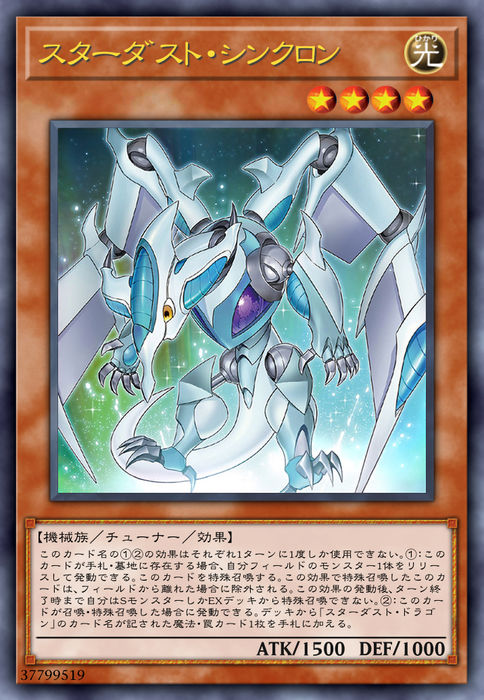 スターダスト・シンクロン
ひかり
光
【機械族／チューナー／効果】
このカード名の①②の効果はそれぞれ1ターンに1度しか使用できない。①：この
カードが手札・墓地に存在する場合、自分フィールドのモンスター1体をリリー
スして発動できる。このカードを特殊召喚する。この効果で特殊召喚したこのカー
ドは、フィールドから離れた場合に除外される。この効果の発動後、ターン終
了時まで自分はSモンスターしかEXデッキから特殊召喚できない。②：このカー
ドが召喚・特殊召喚した場合に発動できる。デッキから「スターダスト・ドラゴ
ン」のカード名が記された魔法・罠カード1枚を手札に加える。
ATK/1500 DEF/1000
37799519